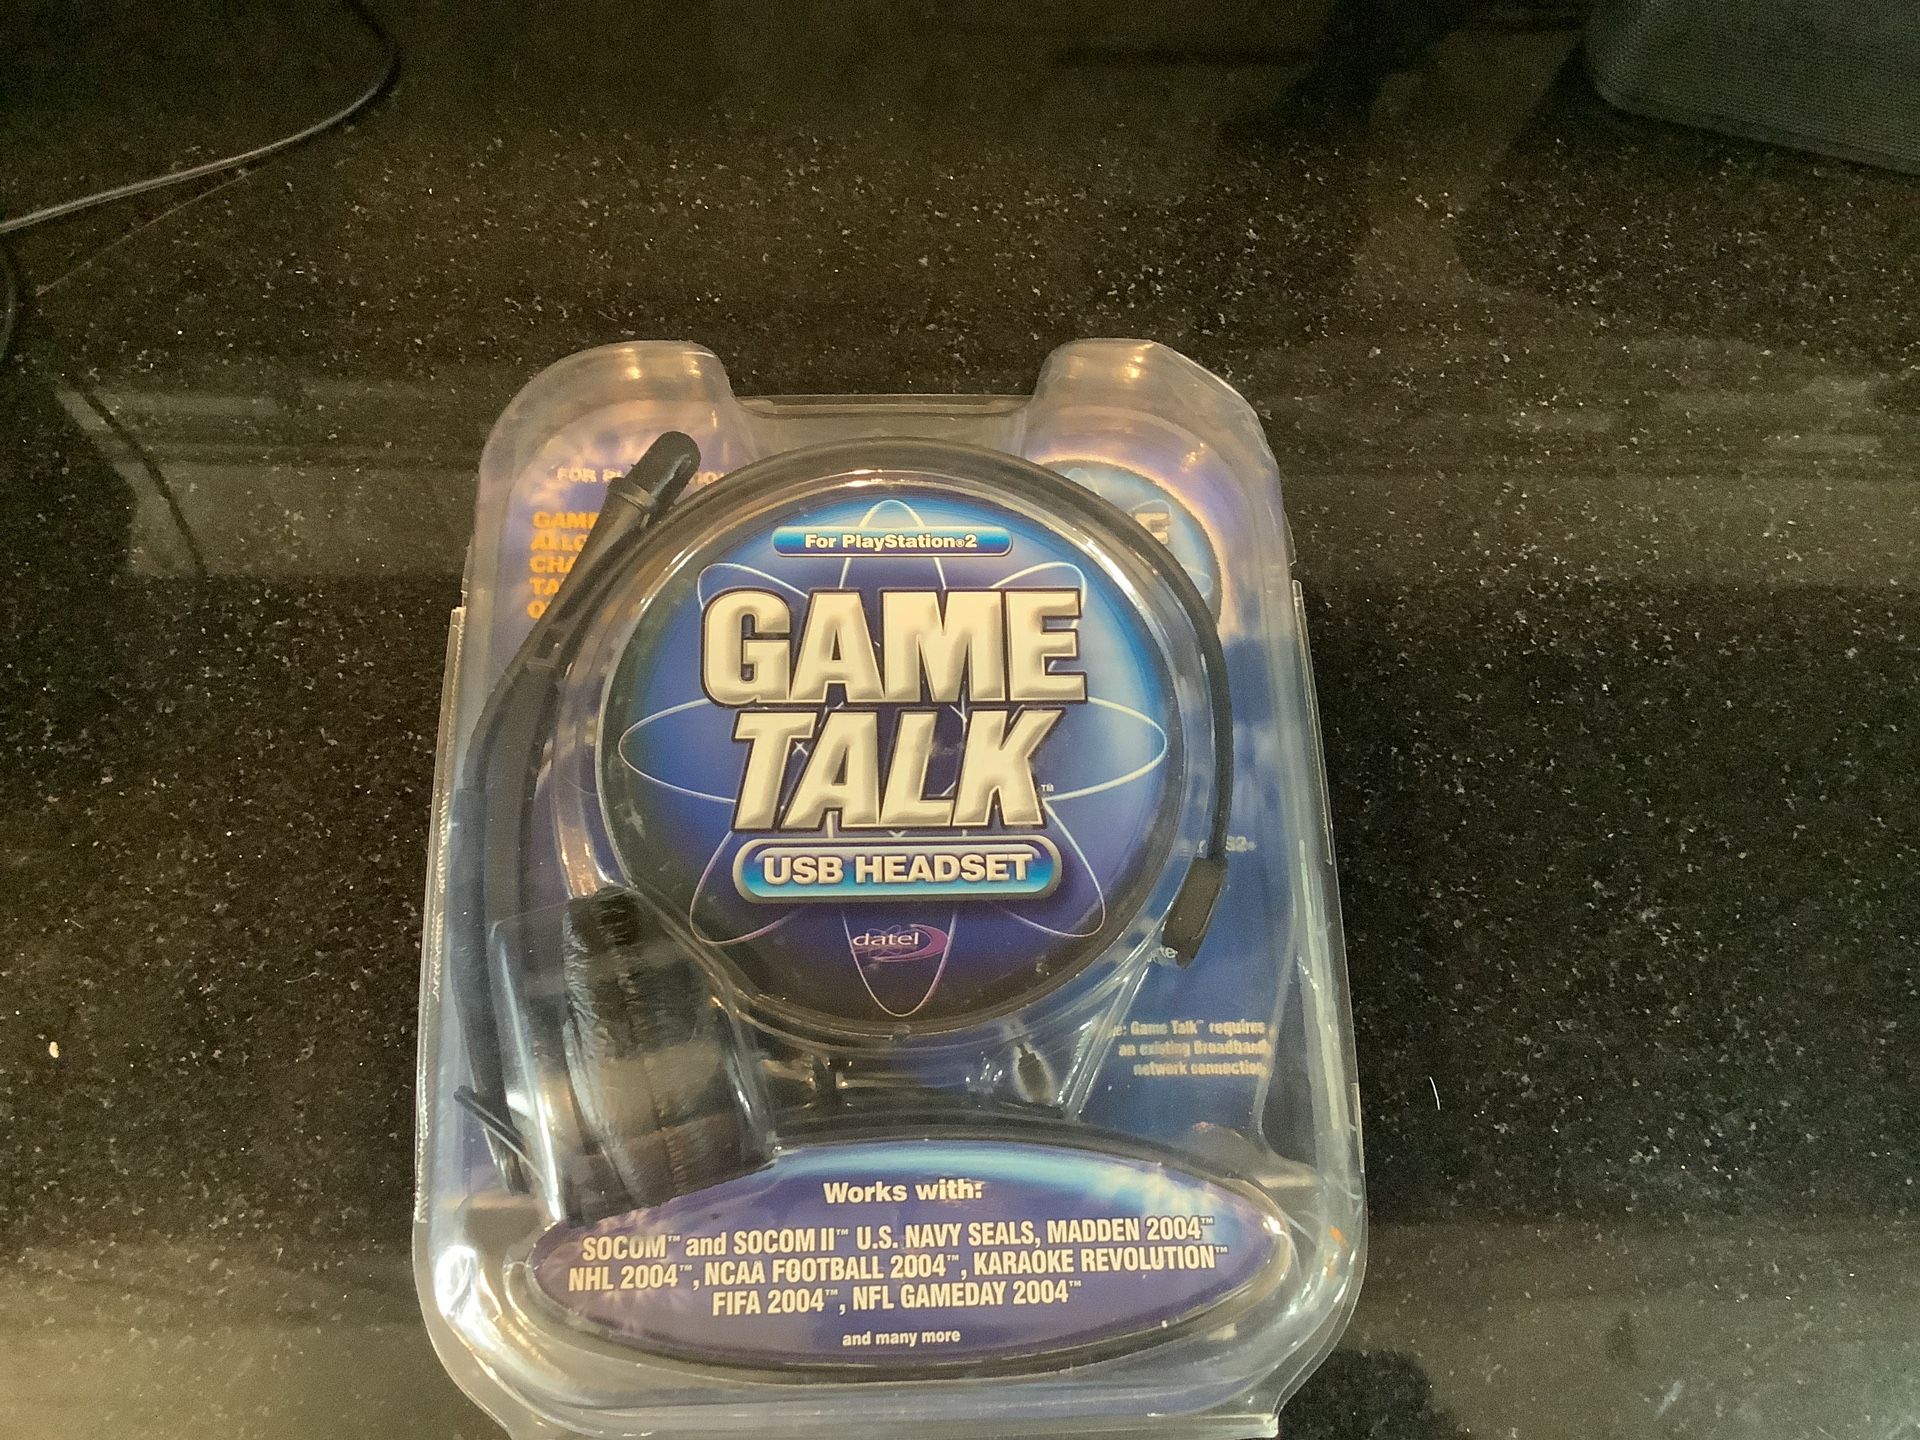 For PlayStation®2
GAME
TALK™
USB HEADSET
datel
FOR
Game Talk™ requires
an existing Broadband
network connection
Works with:
SOCOM™ and SOCOM II™ U.S. NAVY SEALS, MADDEN 2004™
NHL 2004™, NCAA FOOTBALL 2004™, KARAOKE REVOLUTION™
FIFA 2004™, NFL GAMEDAY 2004™
and many more